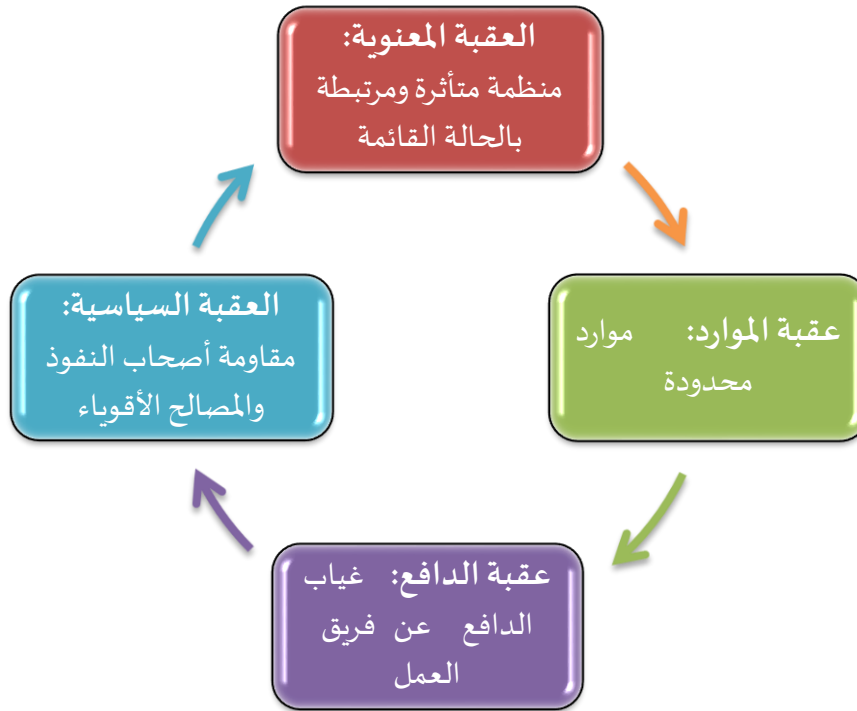 العقبة المعنوية:
منظمة متأثرة ومرتبطة
بالحالة القائمة
عقبة الموارد: موارد
محدودة
عقبة الدافع: غياب
الدافع عن فريق
العمل
العقبة السياسية:
مقاومة أصحاب النفوذ
والمصالح الأقوياء